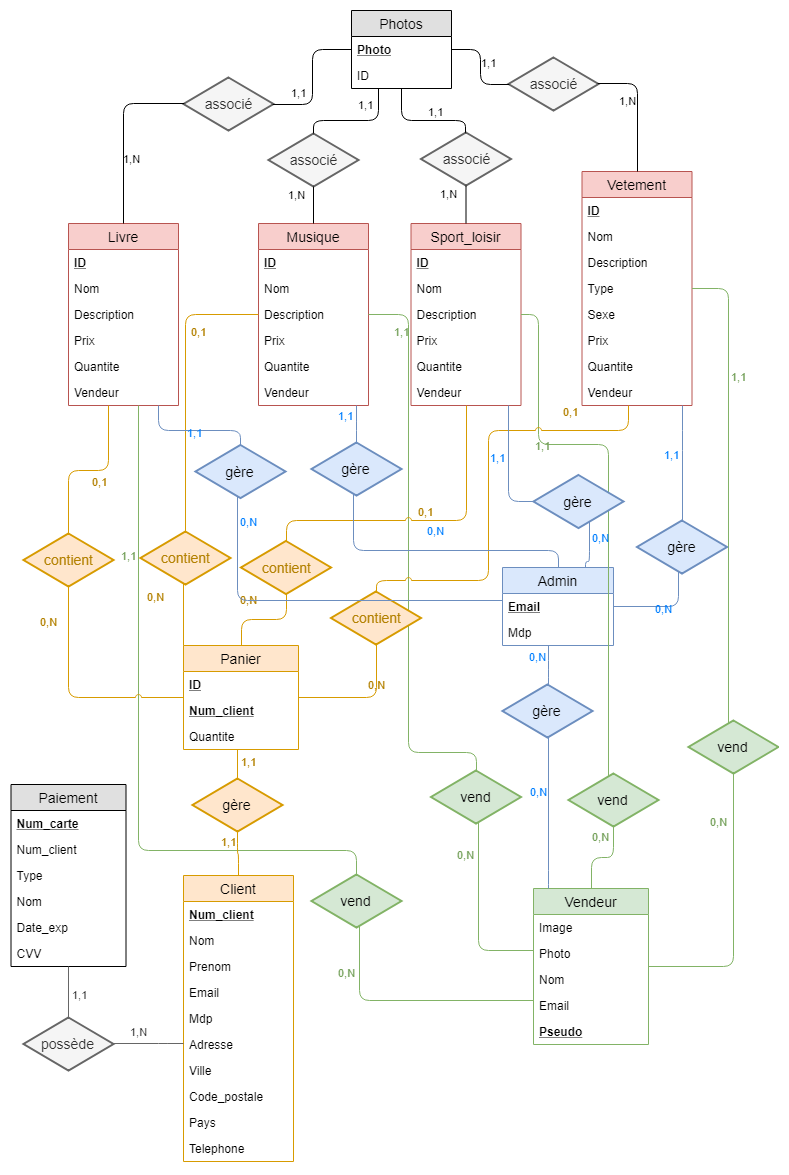 Photos
Photo
ID
associé
1,1
1,1
associé
1,N
1,1
1,1
associé
associé
1,N
1,N
1,N
Vetement
ID
Nom
Description
Type
Sexe
Prix
Quantite
Vendeur
Livre
ID
Nom
Description
Prix
Quantite
Vendeur
Musique
ID
Nom
Description
Prix
Quantite
Vendeur
Sport_loisir
ID
Nom
Description
Prix
Quantite
Vendeur
0,1
1,1
1,1
0,1
1,1
1,1
1,1
1,1
1,1
0,1
gère
gère
gère
gère
0,1
0,N
0,N
0,N
contient
contient
contient
contient
1,1
0,N
0,N
0,N
0,N
0,N
Admin
Email
Mdp
0,N
gère
0,N
Panier
ID
Num_client
Quantite
1,1
gère
1,1
vend
vend
vend
vend
0,N
0,N
0,N
0,N
Paiement
Num_carte
Num_client
Type
Nom
Date_exp
CVV
1,1
possède
1,N
Client
Num_client
Nom
Prenom
Email
Mdp
Adresse
Ville
Code_postale
Pays
Telephone
Vendeur
Image
Photo
Nom
Email
Pseudo